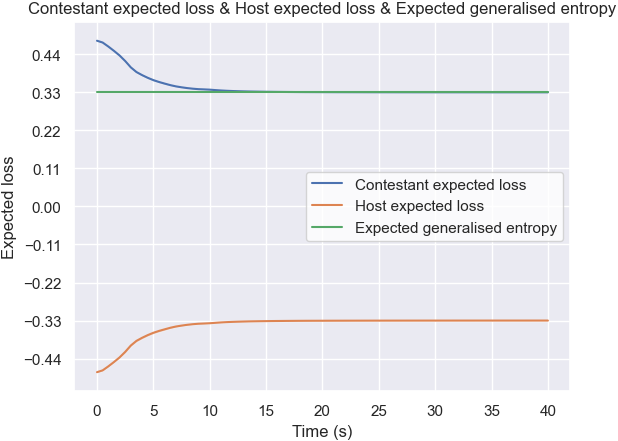 Contestant expected loss & Host expected loss & Expected generalised entropy
Expected loss
0.44
0.33
0.22
0.11
0.00
−0.11
−0.22
−0.33
−0.44
Contestant expected loss
Host expected loss
Expected generalised entropy
0 5 10 15 20 25 30 35 40
Time (s)